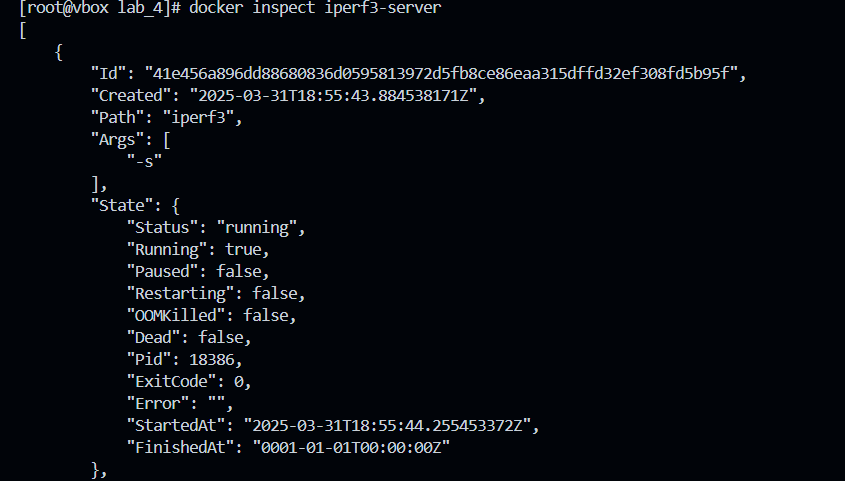 [root@vbox lab_4]# docker inspect iperf3-server
[
    {
        "Id": "41e456a896dd88680836d0595813972d5fb8ce86eaa315dffd32ef308fd5b95f",
        "Created": "2025-03-31T18:55:43.884538171Z",
        "Path": "iperf3",
        "Args": [
            "-s"
        ],
        "State": {
            "Status": "running",
            "Running": true,
            "Paused": false,
            "Restarting": false,
            "OOMKilled": false,
            "Dead": false,
            "Pid": 18386,
            "ExitCode": 0,
            "Error": "",
            "StartedAt": "2025-03-31T18:55:44.255453372Z",
            "FinishedAt": "0001-01-01T00:00:00Z"
        },